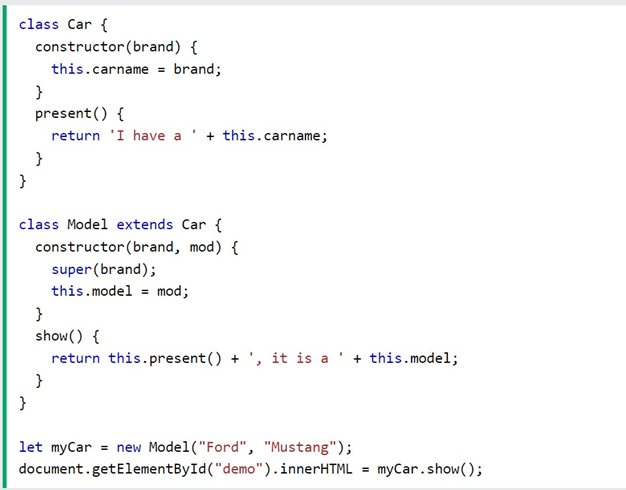 class Car {
  constructor(brand) {
    this.carname = brand;
  }
  present() {
    return 'I have a ' + this.carname;
  }
}

class Model extends Car {
  constructor(brand, mod) {
    super(brand);
    this.model = mod;
  }
  show() {
    return this.present() + ', it is a ' + this.model;
  }
}

let myCar = new Model("Ford", "Mustang");
document.getElementById("demo").innerHTML = myCar.show();